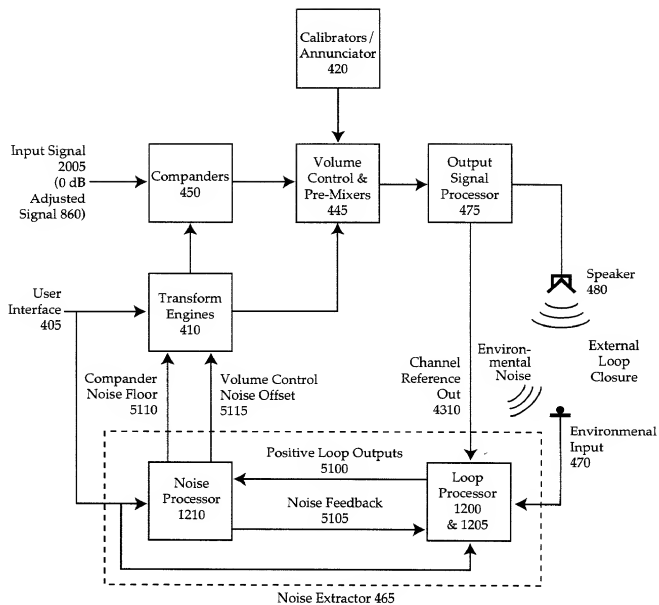 Calibrators/
Annunciator
420
Input Signal
2005
(0 dB
Adjusted
Signal 860)
Companders
450
Volume
Control &
Pre-Mixers
445
Output
Signal
Processor
475
Speaker
480
User
Interface
405
Transform
Engines
410
External
Loop
Closure
Environ-
mental
Noise
Channel
Reference
Out
4310
Compander
Noise Floor
5110
Volume Control
Noise Offset
5115
Environmenal
Input
470
Positive Loop Outputs
5100
Noise
Processor
1210
Noise Feedback
5105
Loop
Processor
1200
& 1205
Noise Extractor 465